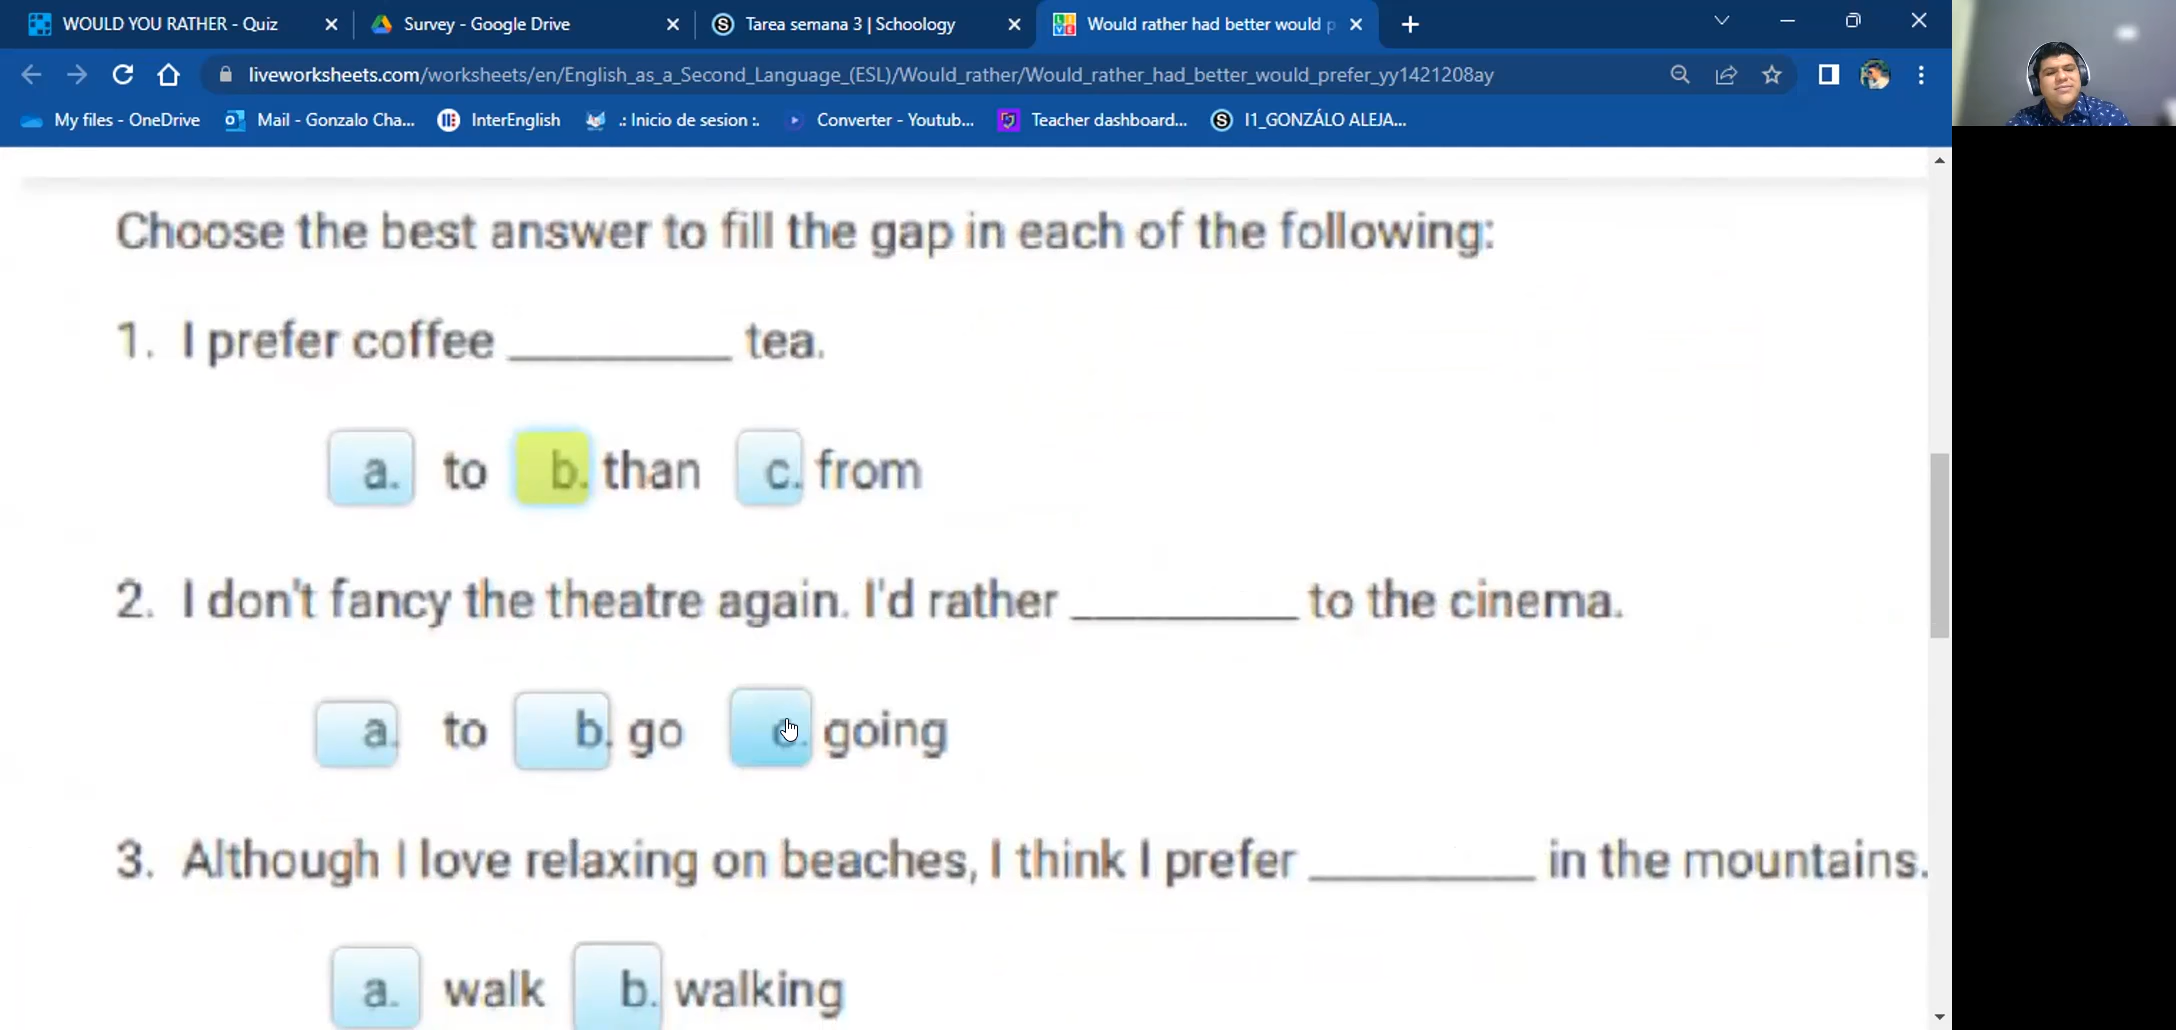 WOULD YOU RATHER - Quiz
Survey - Google Drive
Tarea semana 3 | Schoology
Would rather had better would p
liveworksheets.com/worksheets/en/English_as_a_Second_Language_(ESL)/Would_rather/Would_rather_had_better_would_prefer_yy1421208ay
My files - OneDrive
Mail - Gonzalo Cha...
InterEnglish
.: Inicio de sesion :.
Converter - Youtub...
Teacher dashboard...
I1_GONZÁLO ALEJA...
Choose the best answer to fill the gap in each of the following:
1. I prefer coffee _________ tea.
a. to b. than c. from
2. I don't fancy the theatre again. I'd rather _________ to the cinema.
a. to b. go c. going
3. Although I love relaxing on beaches, I think I prefer _________ in the mountains.
a. walk b. walking